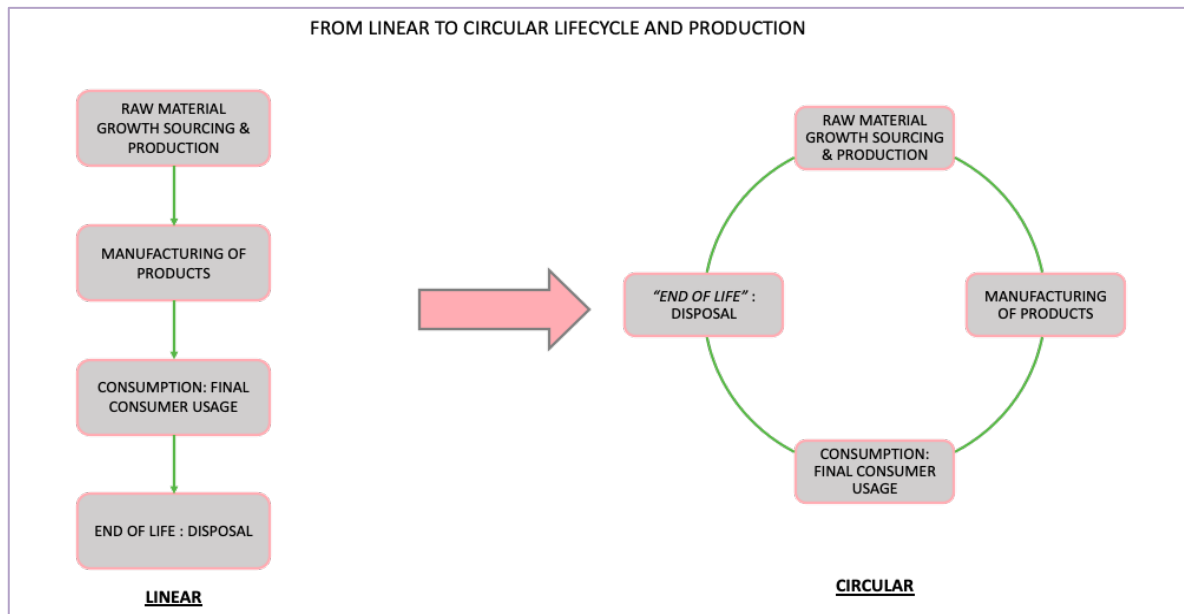 FROM LINEAR TO CIRCULAR LIFECYCLE AND PRODUCTION
RAW MATERIAL
GROWTH SOURCING &
PRODUCTION
MANUFACTURING OF
PRODUCTS
CONSUMPTION: FINAL
CONSUMER USAGE
END OF LIFE : DISPOSAL
LINEAR
RAW MATERIAL
GROWTH SOURCING
& PRODUCTION
“END OF LIFE” :
DISPOSAL
MANUFACTURING
OF PRODUCTS
CONSUMPTION:
FINAL CONSUMER
USAGE
CIRCULAR